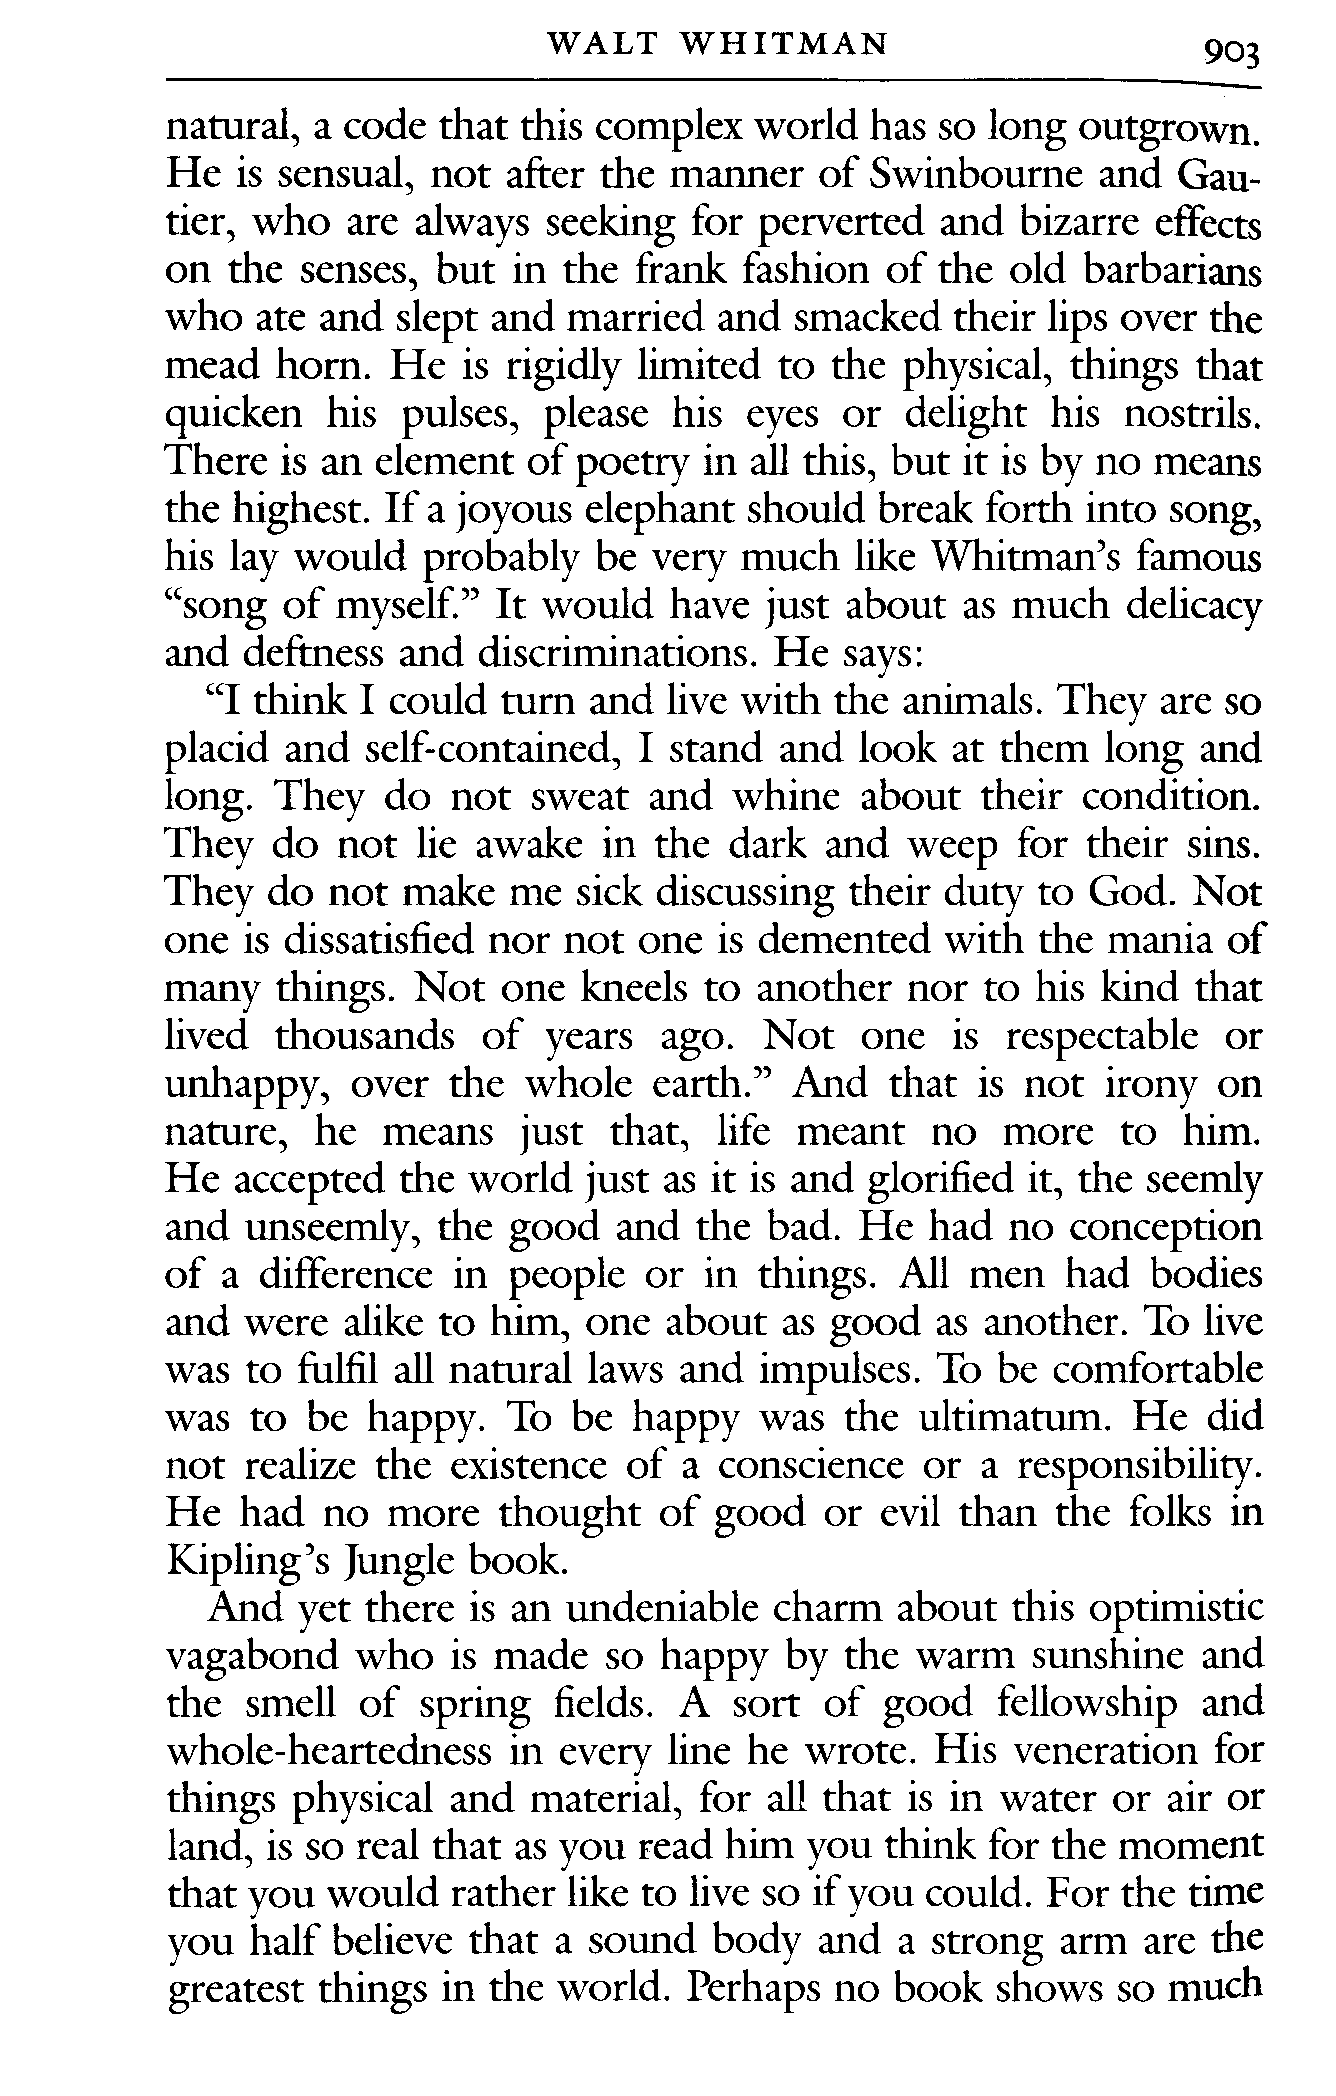 WALT WHITMAN 903
natural, a code that this complex world has so long outgrown.
He is sensual, not after the manner of Swinbourne and Gau-
tier, who are always seeking for perverted and bizarre effects
on the senses, but in the frank fashion of the old barbarians
who ate and slept and married and smacked their lips over the
mead horn. He is rigidly limited to the physical, things that
quicken his pulses, please his eyes or delight his nostrils.
There is an element of poetry in all this, but it is by no means
the highest. If a joyous elephant should break forth into song,
his lay would probably be very much like Whitman’s famous
“song of myself.” It would have just about as much delicacy
and deftness and discriminations. He says:
“I think I could turn and live with the animals. They are so
placid and self-contained, I stand and look at them long and
long. They do not sweat and whine about their condition.
They do not lie awake in the dark and weep for their sins.
They do not make me sick discussing their duty to God. Not
one is dissatisfied nor not one is demented with the mania of
many things. Not one kneels to another nor to his kind that
lived thousands of years ago. Not one is respectable or
unhappy, over the whole earth.” And that is not irony on
nature, he means just that, life meant no more to him.
He accepted the world just as it is and glorified it, the seemly
and unseemly, the good and the bad. He had no conception
of a difference in people or in things. All men had bodies
and were alike to him, one about as good as another. To live
was to fulfil all natural laws and impulses. To be comfortable
was to be happy. To be happy was the ultimatum. He did
not realize the existence of a conscience or a responsibility.
He had no more thought of good or evil than the folks in
Kipling’s Jungle book.
And yet there is an undeniable charm about this optimistic
vagabond who is made so happy by the warm sunshine and
the smell of spring fields. A sort of good fellowship and
whole-heartedness in every line he wrote. His veneration for
things physical and material, for all that is in water or air or
land, is so real that as you read him you think for the moment
that you would rather like to live so if you could. For the time
you half believe that a sound body and a strong arm are the
greatest things in the world. Perhaps no book shows so much